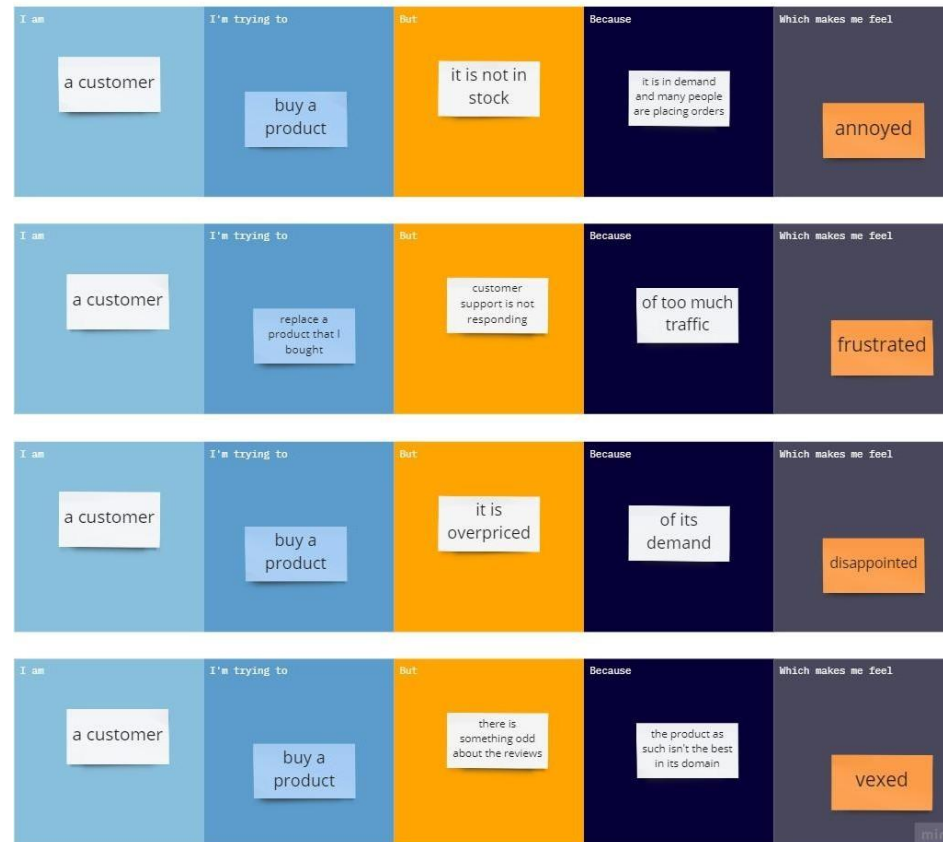 I am
I'm trying to
But
Because
Which makes me feel
a customer
buy a
product
it is not in
stock
it is in demand
and many people
are placing orders
annoyed
I am
I'm trying to
But
Because
Which makes me feel
a customer
replace a
product that I
bought
customer
support is not
responding
of too much
traffic
frustrated
I am
I'm trying to
But
Because
Which makes me feel
a customer
buy a
product
it is
overpriced
of its
demand
disappointed
I am
I'm trying to
But
Because
Which makes me feel
a customer
buy a
product
there is
something odd
about the reviews
the product as
such isn't the best
in its domain
vexed